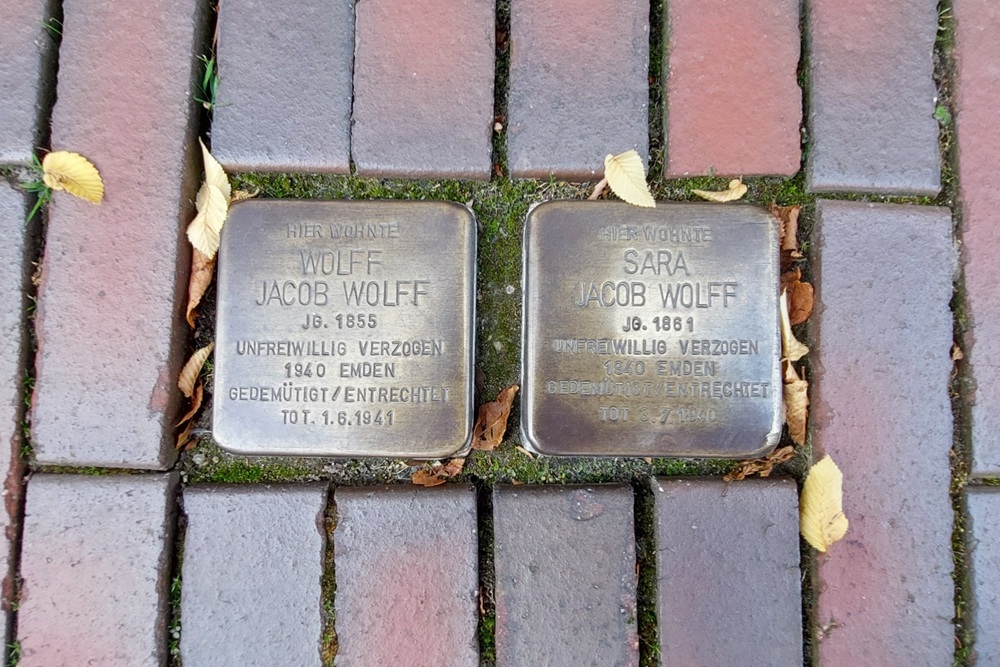 HIER WOHNTE
WOLFF
JACOB WOLFF
JG. 1855
UNFREIWILLIG VERZOGEN
1940 EMDEN
GEDEMÜTIGT/ENTRECHTET
TOT. 1.6.1941
HIER WOHNTE
SARA
JACOB WOLFF
JG. 1861
UNFREIWILLIG VERZOGEN
1940 EMDEN
GEDEMÜTIGT/ENTRECHTET
TOT.